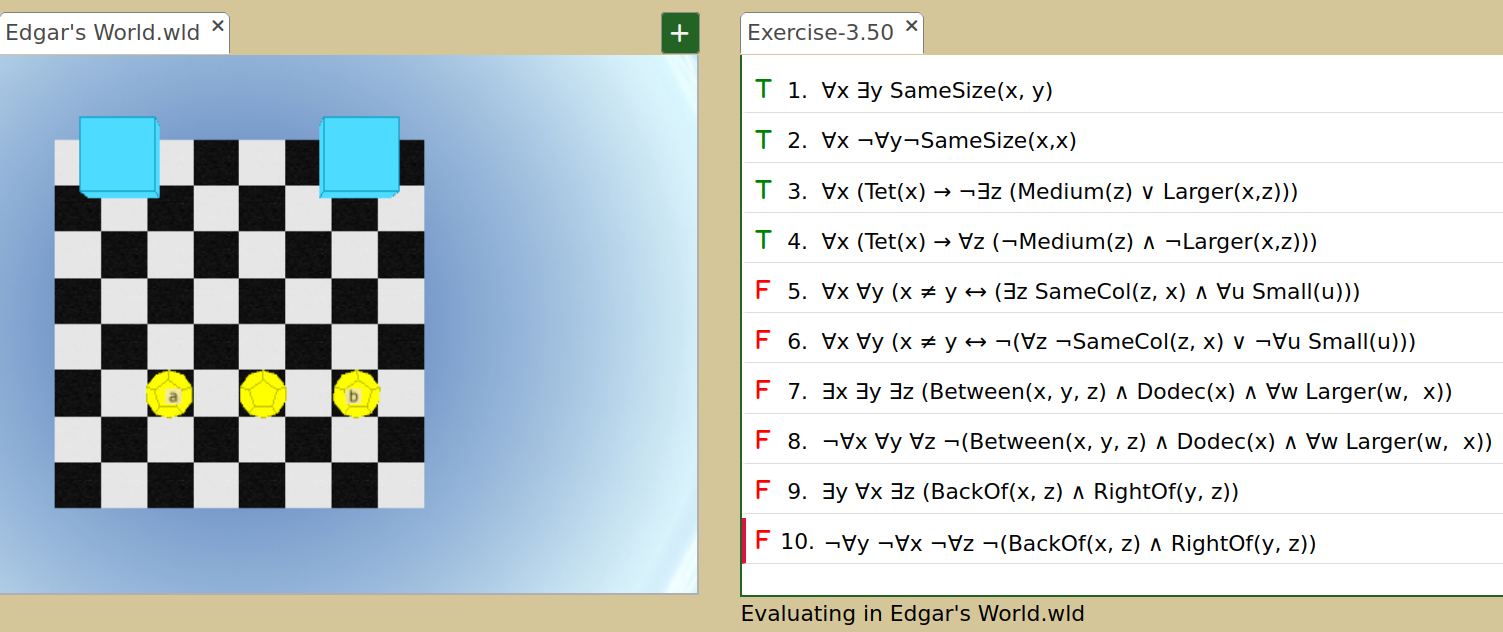 Edgar's World.wld × + Exercise-3.50 ×
T 1. ∀x ∃y SameSize(x, y)
T 2. ∀x ¬∀y¬SameSize(x,x)
T 3. ∀x (Tet(x) → ¬∃z (Medium(z) ∨ Larger(x,z)))
T 4. ∀x (Tet(x) → ∀z (¬Medium(z) ∧ ¬Larger(x,z)))
F 5. ∀x ∀y (x ≠ y ↔ (∃z SameCol(z, x) ∧ ∀u Small(u)))
F 6. ∀x ∀y (x ≠ y ↔ ¬(∀z ¬SameCol(z, x) ∨ ¬∀u Small(u)))
F 7. ∃x ∃y ∃z (Between(x, y, z) ∧ Dodec(x) ∧ ∀w Larger(w,  x))
a b
F 8. ¬∀x ∀y ∀z ¬(Between(x, y, z) ∧ Dodec(x) ∧ ∀w Larger(w,  x))
F 9. ∃y ∀x ∃z (BackOf(x, z) ∧ RightOf(y, z))
F 10. ¬∀y ¬∀x ¬∀z ¬(BackOf(x, z) ∧ RightOf(y, z))
Evaluating in Edgar's World.wld